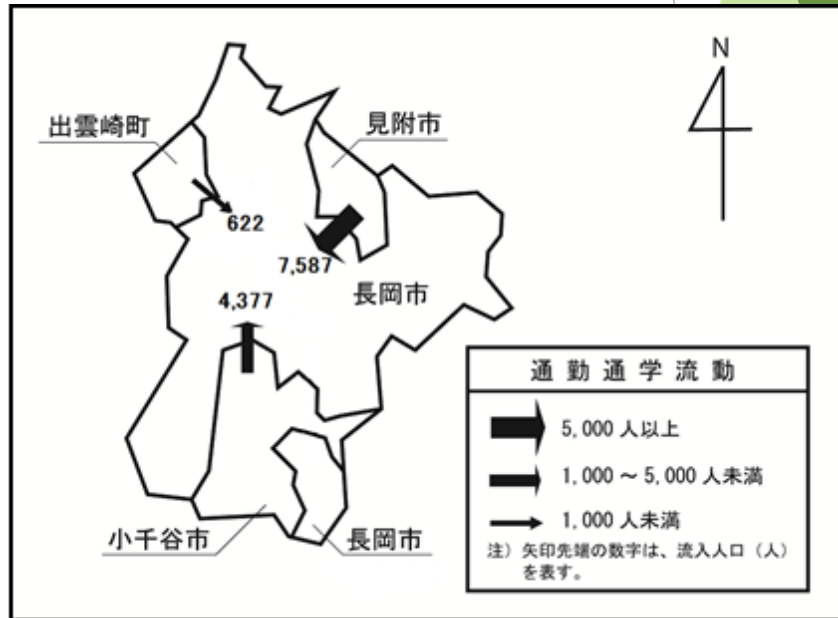 N
出雲崎町
見附市
622
7,587
長岡市
4,377
通勤通学流動
5,000 人以上
1,000 ～ 5,000 人未満
1,000 人未満
注）矢印先端の数字は、流入人口（人）
を表す。
小千谷市
長岡市